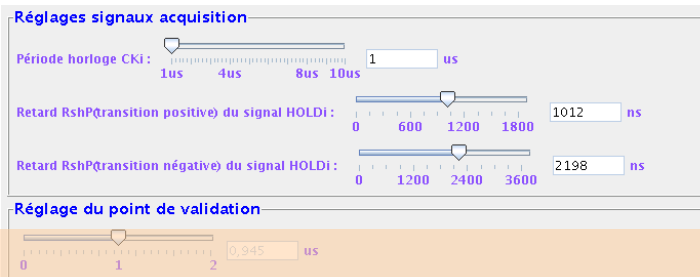 Réglages signaux acquisition
Période horloge CKi : 1 us
1us 4us 8us 10us
Retard RshP(transition positive) du signal HOLDi : 1012 ns
0 600 1200 1800
Retard RshP(transition négative) du signal HOLDi : 2198 ns
0 1200 2400 3600
Réglage du point de validation
0,945 us
0 1 2